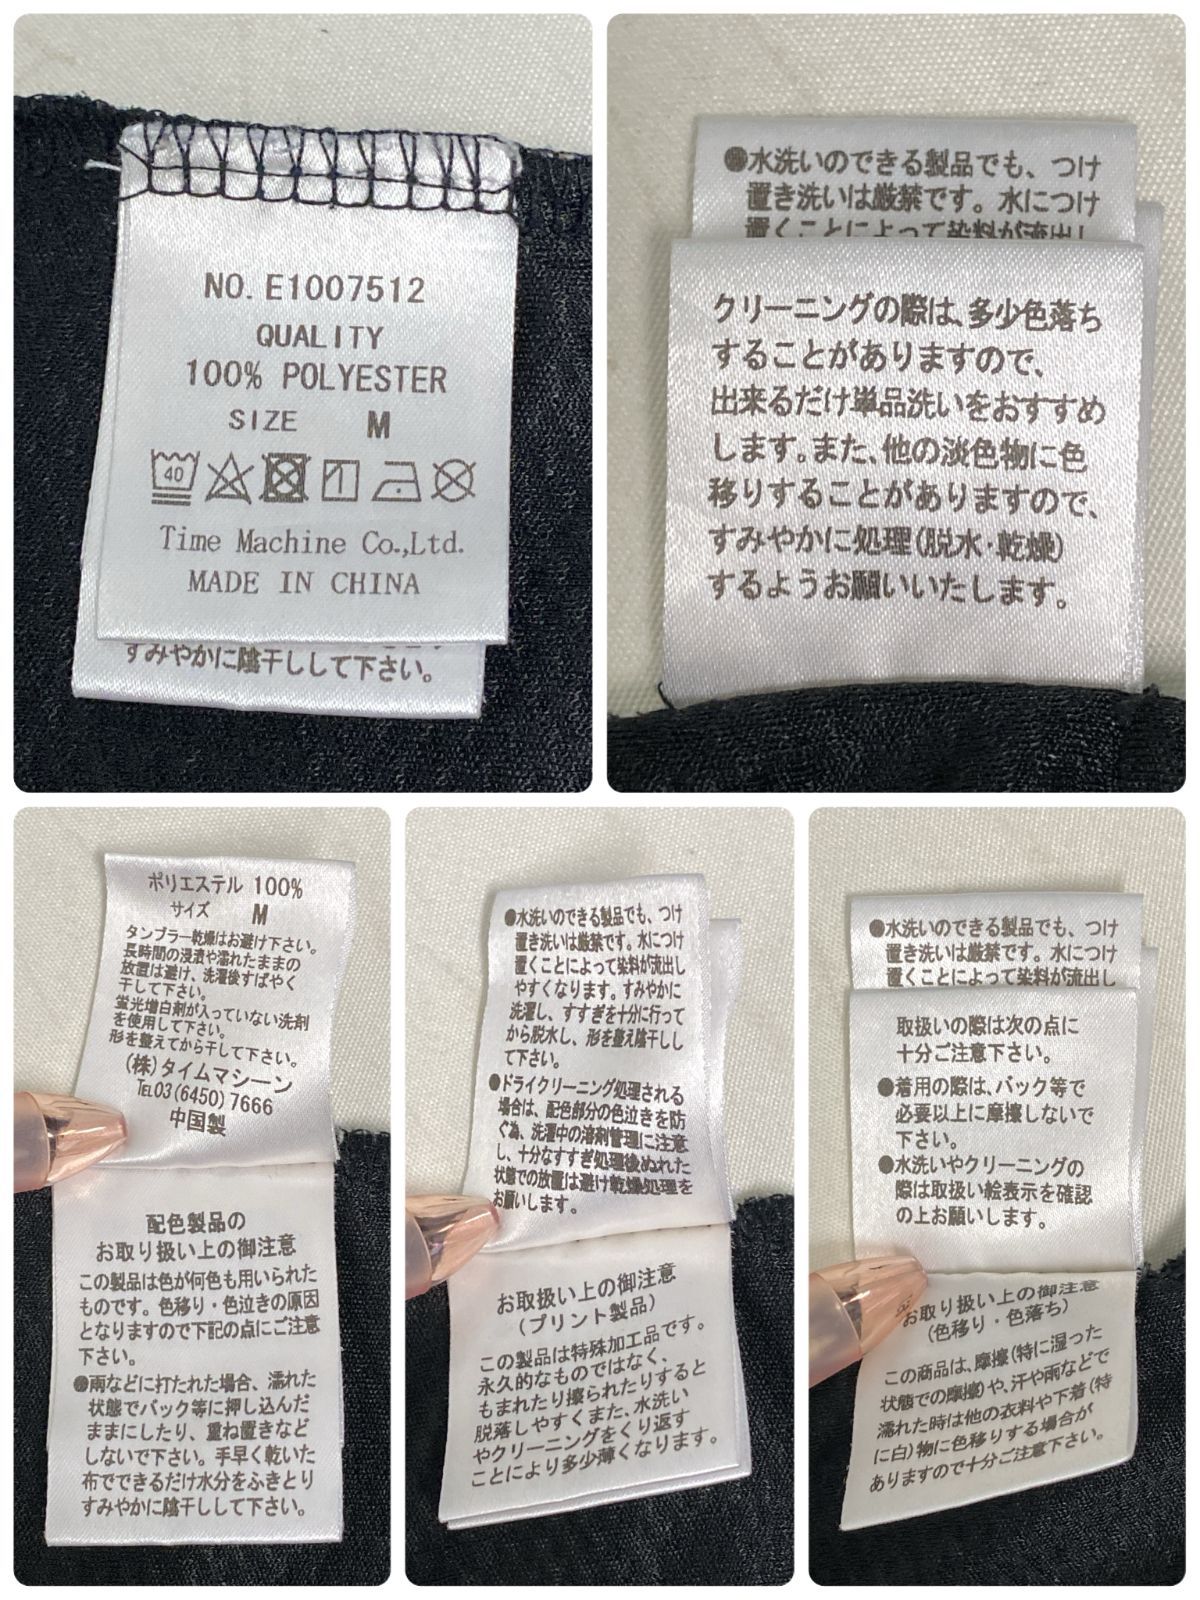 NO. E1007512
QUALITY
100% POLYESTER
SIZE M
40
Time Machine Co.,Ltd.
MADE IN CHINA
すみやかに陰干しして下さい。
●水洗いのできる製品でも、つけ
置き洗いは厳禁です。水につけ
置くことによって染料が流出し
クリーニングの際は、多少色落ち
することがありますので、
出来るだけ単品洗いをおすすめ
します。また、他の淡色物に色
移りすることがありますので、
すみやかに処理(脱水・乾燥)
するようお願いいたします。
ポリエステル 100%
サイズ M
タンブラー乾燥はお避け下さい。
長時間の浸漬や濡れたままの
放置は避け、洗濯後すばやく
干して下さい。
蛍光増白剤が入っていない洗剤
を使用して下さい。
形を整えてから干して下さい。
(株)タイムマシーン
TEL03(6450)7666
中国製
配色製品の
お取り扱い上の御注意
この製品は色が何色も用いられた
ものです。色移り・色泣きの原因
となりますので下記の点にご注意
下さい。
●雨などに打たれた場合、濡れた
状態でバック等に押し込んだ
ままにしたり、重ね置きなど
しないで下さい。手早く乾いた
布でできるだけ水分をふきとり
すみやかに陰干しして下さい。
●水洗いのできる製品でも、つけ
置き洗いは厳禁です。水につけ
置くことによって染料が流出し
やすくなります。すみやかに
洗濯し、すすぎを十分に行って
から脱水し、形を整え陰干しし
て下さい。
●ドライクリーニング処理される
場合は、配色部分の色泣きを防
ぐ為、洗濯中の溶剤管理に注意
し、十分なすすぎ処理後ぬれた
状態での放置は避け乾燥処理を
お願いします。
お取扱い上の御注意
(プリント製品)
この製品は特殊加工品です。
永久的なものではなく、
もまれたり擦られたりすると
脱落しやすくまた、水洗い
やクリーニングをくり返す
ことにより多少薄くなります。
●水洗いのできる製品でも、つけ
置き洗いは厳禁です。水につけ
置くことによって染料が流出し
取扱いの際は次の点に
十分ご注意下さい。
●着用の際は、バック等で
必要以上に摩擦しないで
下さい。
●水洗いやクリーニングの
際は取扱い絵表示を確認
の上お願いします。
お取り扱い上の御注意
(色移り・色落ち)
この商品は、摩擦(特に湿った
状態での摩擦)や、汗や雨などで
濡れた時は他の衣料や下着(特
に白)物に色移りする場合が
ありますので十分ご注意下さい。